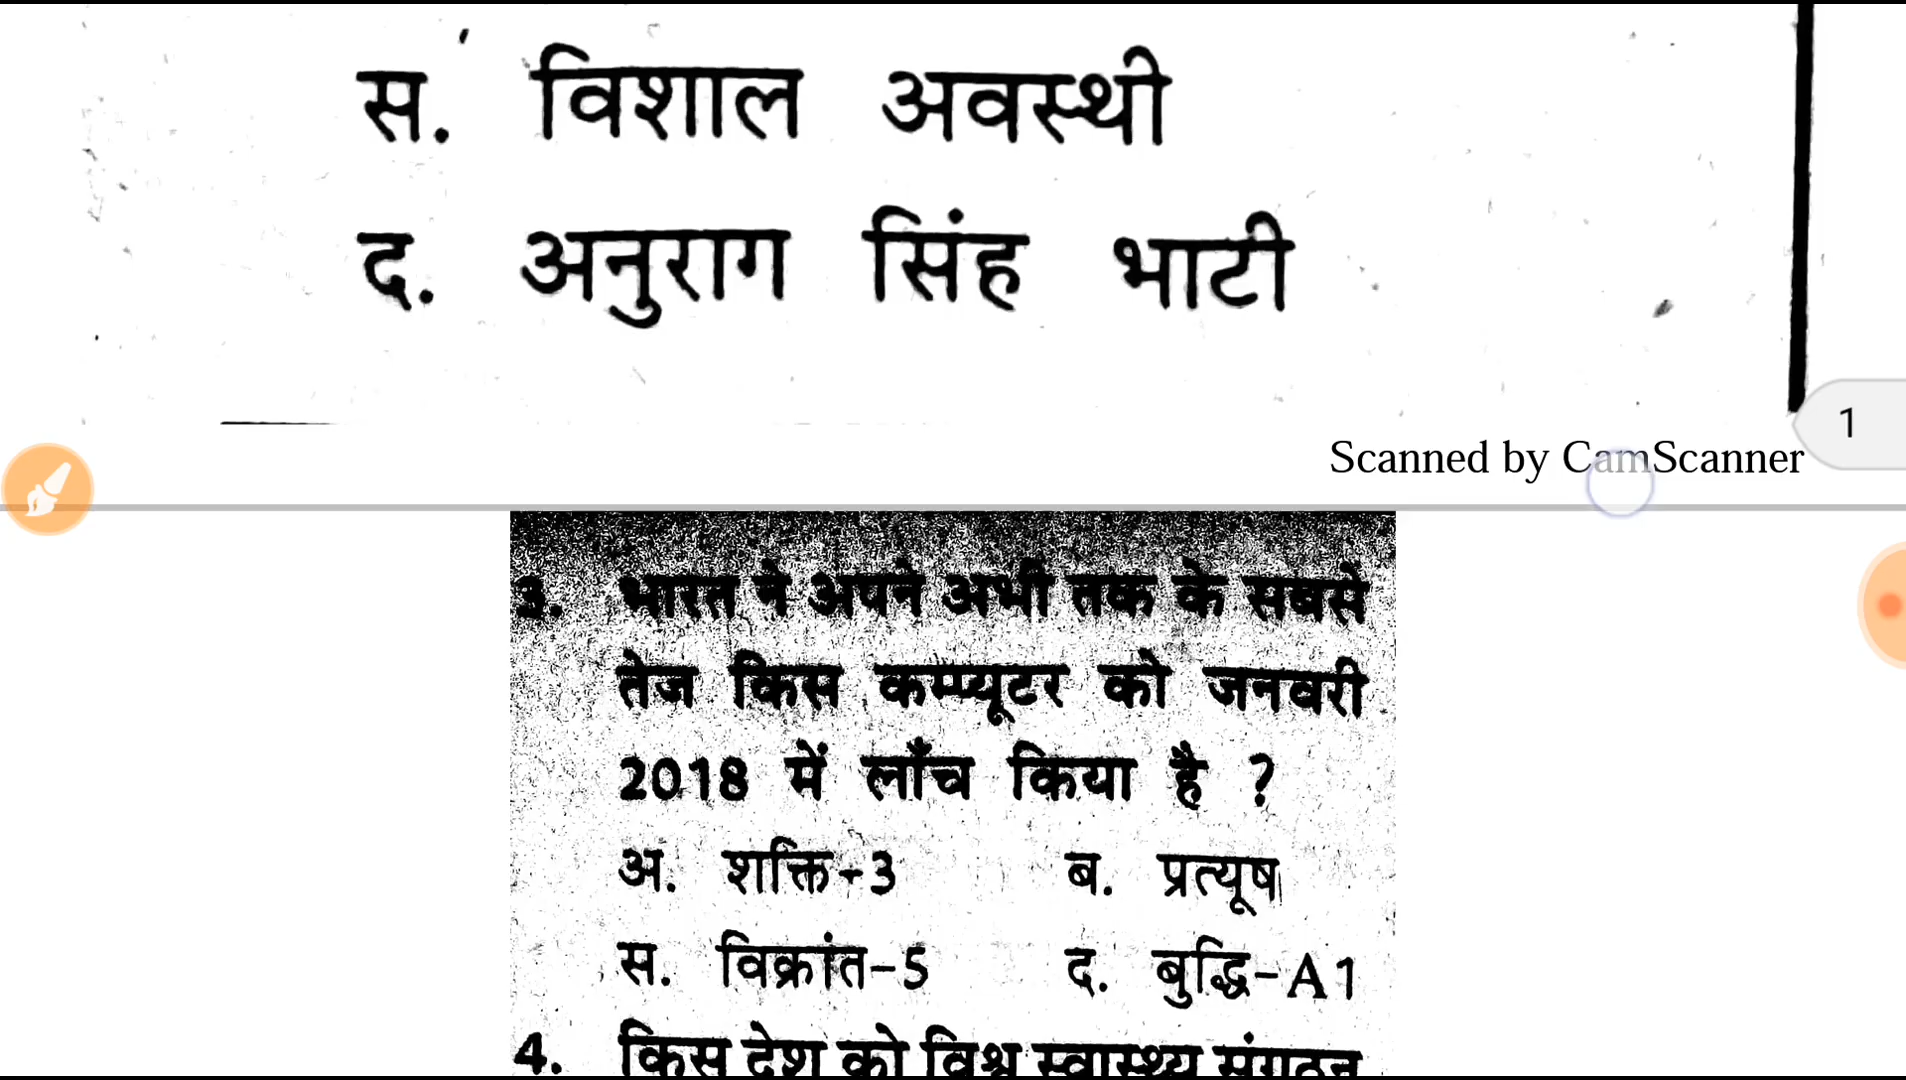 स. विशाल अवस्थी
द. अनुराग सिंह भाटी
1
Scanned by CamScanner
3. भारत ने अपने अभी तक के सबसे
तेज किस कम्प्यूटर को जनवरी
2018 में लाँच किया है ?
अ. शक्ति-3 ब. प्रत्यूष
स. विक्रांत-5 द. बुद्धि-A1
4. किस देश को विश्व स्वास्थ्य संगठन